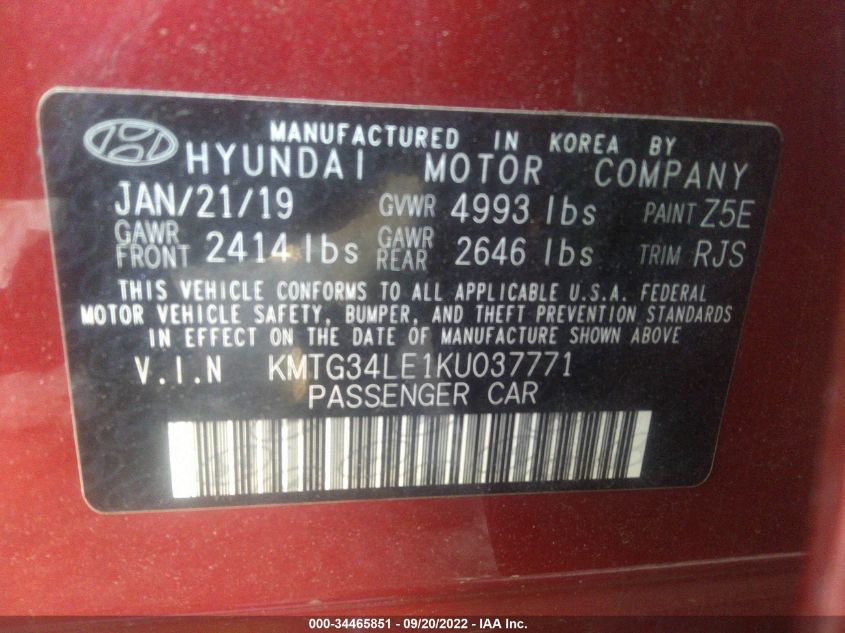 MANUFACTURED IN KOREA BY
HYUNDAI MOTOR COMPANY
JAN/21/19 GVWR 4993 lbs PAINT Z5E
GAWR FRONT 2414 lbs GAWR REAR 2646 lbs TRIM RJS
THIS VEHICLE CONFORMS TO ALL APPLICABLE U.S.A. FEDERAL
MOTOR VEHICLE SAFETY, BUMPER, AND THEFT PREVENTION STANDARDS
IN EFFECT ON THE DATE OF MANUFACTURE SHOWN ABOVE
V.I.N KMTG34LE1KU037771
PASSENGER CAR
000-34465851 - 09/20/2022 - IAA Inc.